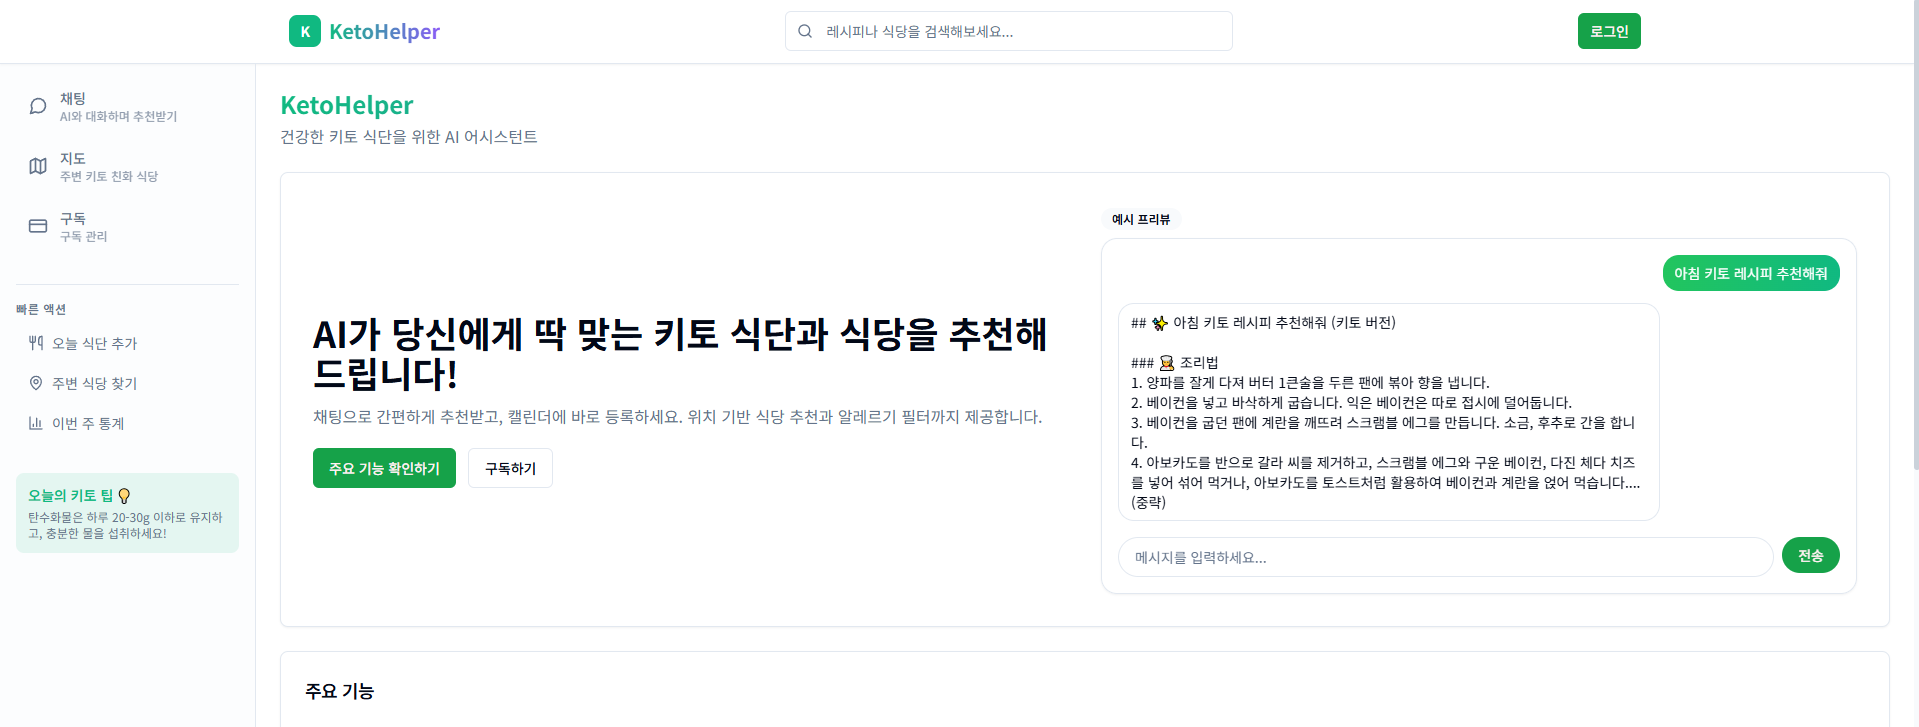 K KetoHelper
레시피나 식당을 검색해보세요...
로그인
채팅
AI와 대화하며 추천받기
지도
주변 키토 친화 식당
구독
구독 관리
빠른 액션
오늘 식단 추가
주변 식당 찾기
이번 주 통계
오늘의 키토 팁💡
탄수화물은 하루 20-30g 이하로 유지하
고, 충분한 물을 섭취하세요!
KetoHelper
건강한 키토 식단을 위한 AI 어시스턴트
AI가 당신에게 딱 맞는 키토 식단과 식당을 추천해
드립니다!
채팅으로 간편하게 추천받고, 캘린더에 바로 등록하세요. 위치 기반 식당 추천과 알레르기 필터까지 제공합니다.
주요 기능 확인하기
구독하기
예시 프리뷰
아침 키토 레시피 추천해줘
## ✨ 아침 키토 레시피 추천해줘 (키토 버전)
### 👨‍🍳 조리법
1. 양파를 잘게 다져 버터 1큰술을 두른 팬에 볶아 향을 냅니다.
2. 베이컨을 넣고 바삭하게 굽습니다. 익은 베이컨은 따로 접시에 덜어둡니다.
3. 베이컨을 굽던 팬에 계란을 깨뜨려 스크램블 에그를 만듭니다. 소금, 후추로 간을 합니
다.
4. 아보카도를 반으로 갈라 씨를 제거하고, 스크램블 에그와 구운 베이컨, 다진 체다 치즈
를 넣어 섞어 먹거나, 아보카도를 토스트처럼 활용하여 베이컨과 계란을 얹어 먹습니다....
(중략)
메시지를 입력하세요...
전송
주요 기능